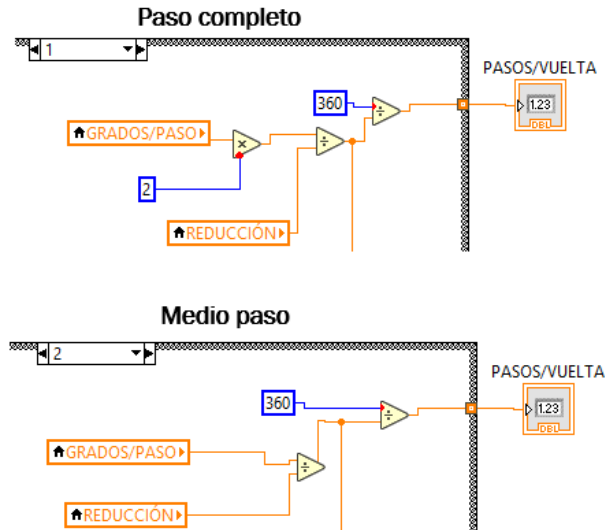 Paso completo
1
PASOS/VUELTA
360
1.23
DBL
GRADOS/PASO
×
÷
÷
2
REDUCCIÓN
Medio paso
2
PASOS/VUELTA
360
÷
1.23
DBL
GRADOS/PASO
÷
REDUCCIÓN